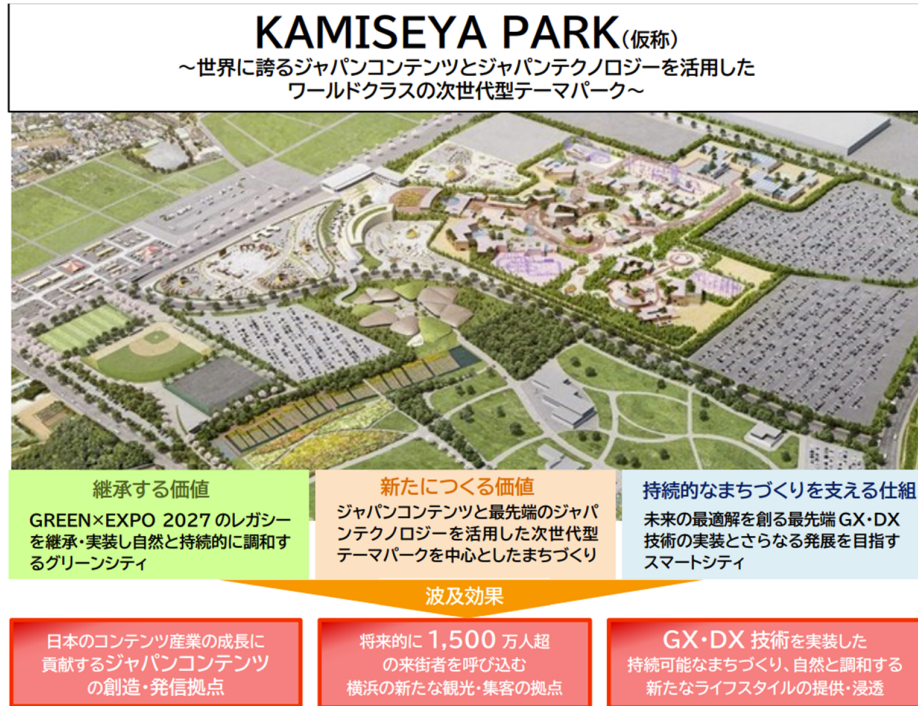 KAMISEYA PARK(仮称)
～世界に誇るジャパンコンテンツとジャパンテクノロジーを活用した
ワールドクラスの次世代型テーマパーク～
継承する価値
GREEN×EXPO 2027 のレガシー
を継承・実装し自然と持続的に調和す
るグリーンシティ
新たにつくる価値
ジャパンコンテンツと最先端のジャパ
ンテクノロジーを活用した次世代型
テーマパークを中心としたまちづくり
持続的なまちづくりを支える仕組
未来の最適解を創る最先端 GX・DX
技術の実装とさらなる発展を目指す
スマートシティ
波及効果
日本のコンテンツ産業の成長に
貢献するジャパンコンテンツ
の創造・発信拠点
将来的に 1,500 万人超
の来街者を呼び込む
横浜の新たな観光・集客の拠点
GX・DX 技術を実装した
持続可能なまちづくり、自然と調和する
新たなライフスタイルの提供・浸透